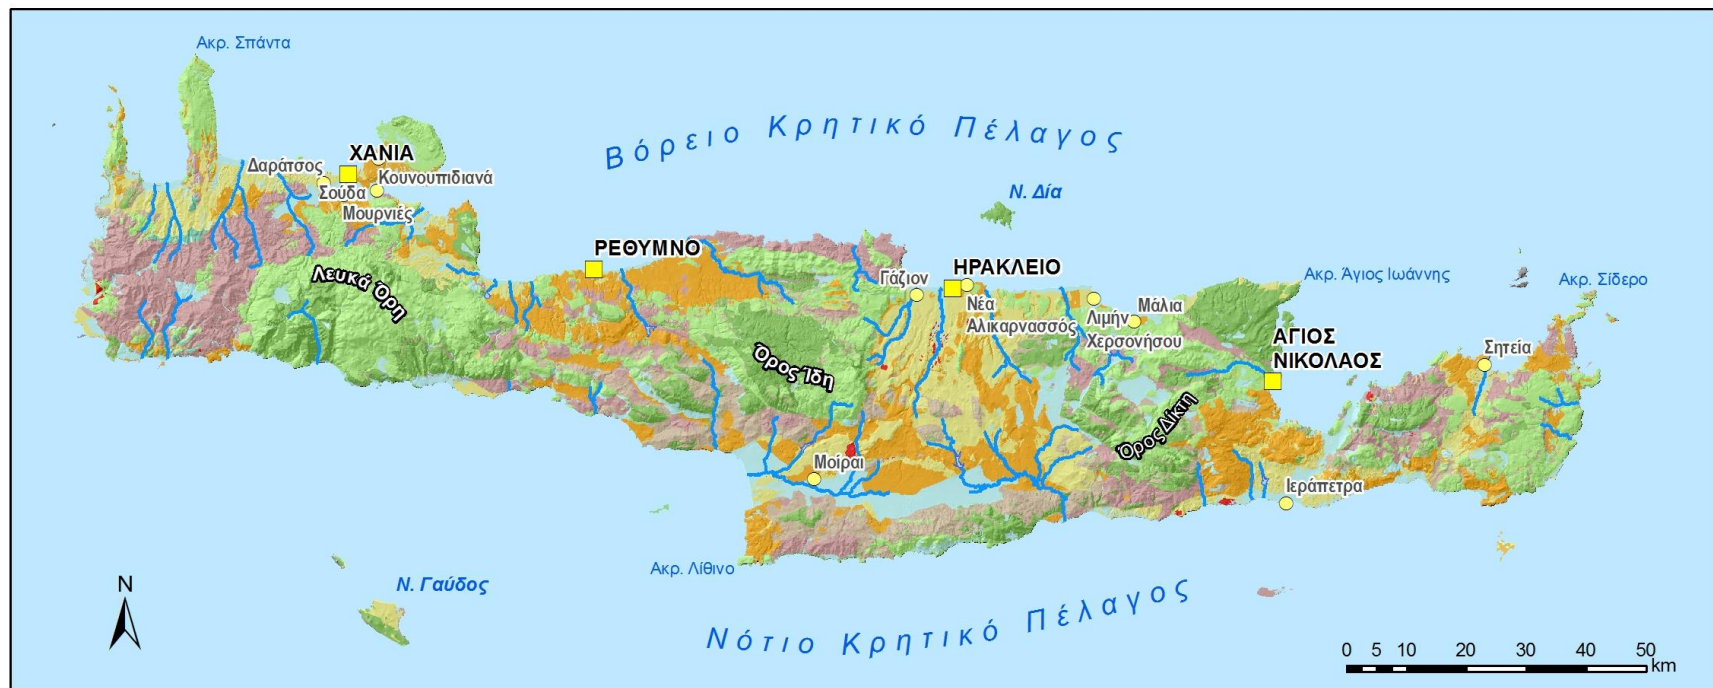 Ακρ. Σπάντα
Βόρειο Κρητικό Πέλαγος
ΧΑΝΙΑ
Δαράτσος
Κουνουπιδιανά
Σούδα
Μουρνιές
Ν. Δία
ΡΕΘΥΜΝΟ
Λευκά Όρη
Γάζιον
ΗΡΑΚΛΕΙΟ
Νέα
Αλικαρνασσός
Λιμήν
Χερσονήσου
Μάλια
Ακρ. Άγιος Ιωάννης
Ακρ. Σίδερο
ΑΓΙΟΣ
ΝΙΚΟΛΑΟΣ
Σητεία
Όρος Ίδη
Όρος Δίκτη
Μοίραι
Ιεράπετρα
Ακρ. Λίθινο
Ν. Γαύδος
Νότιο Κρητικό Πέλαγος
N
0 5 10 20 30 40 50
km